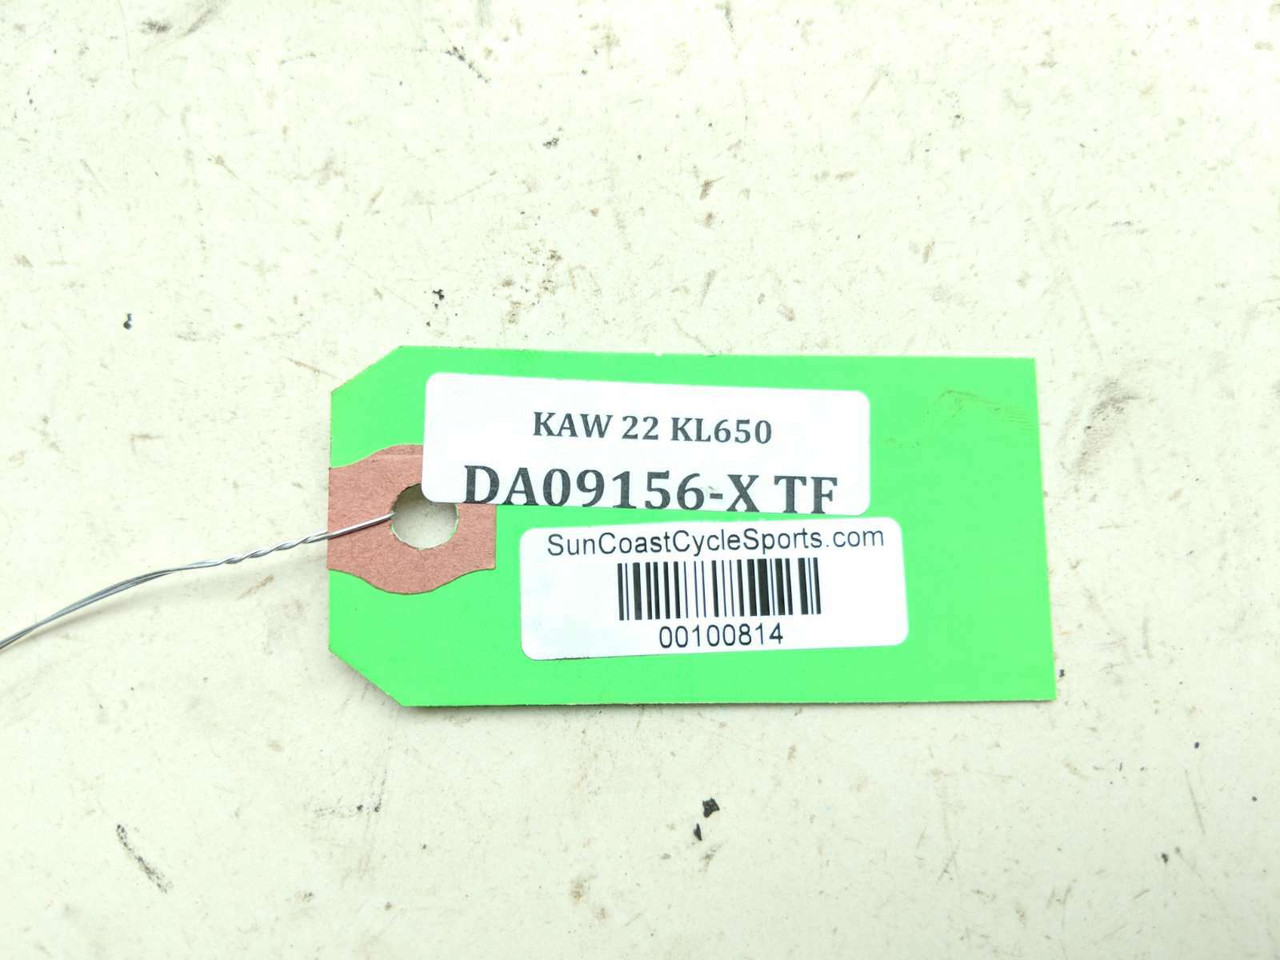 KAW 22 KL650
DA09156-X TF
SunCoastCycleSports.com
00100814